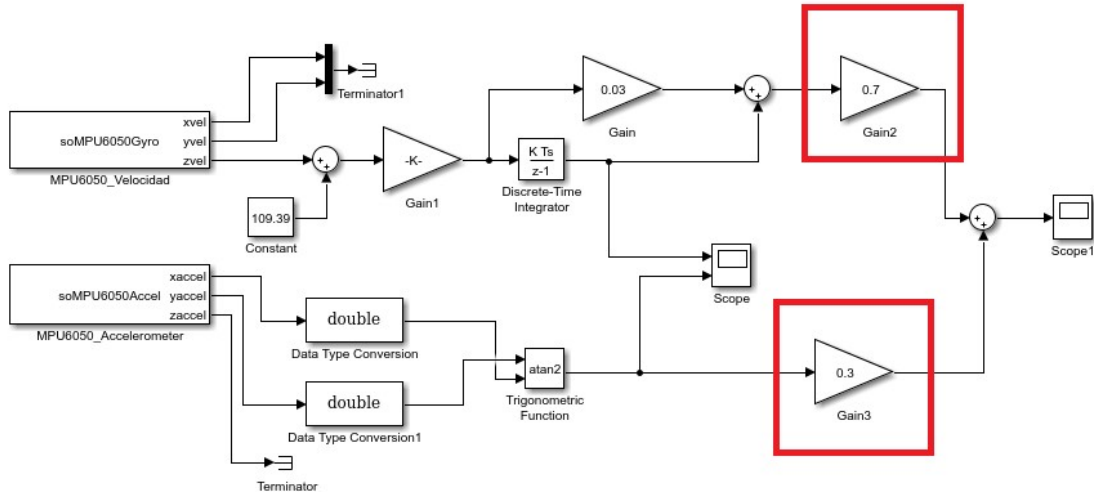 Terminator1
soMPU6050Gyro
xvel
yvel
zvel
MPU6050_Velocidad
++
-K-
Gain1
109.39
Constant
0.03
Gain
K Ts
z-1
Discrete-Time
Integrator
++
0.7
Gain2
++
Scope1
Scope
soMPU6050Accel
xaccel
yaccel
zaccel
MPU6050_Accelerometer
double
Data Type Conversion
double
Data Type Conversion1
atan2
Trigonometric
Function
0.3
Gain3
Terminator